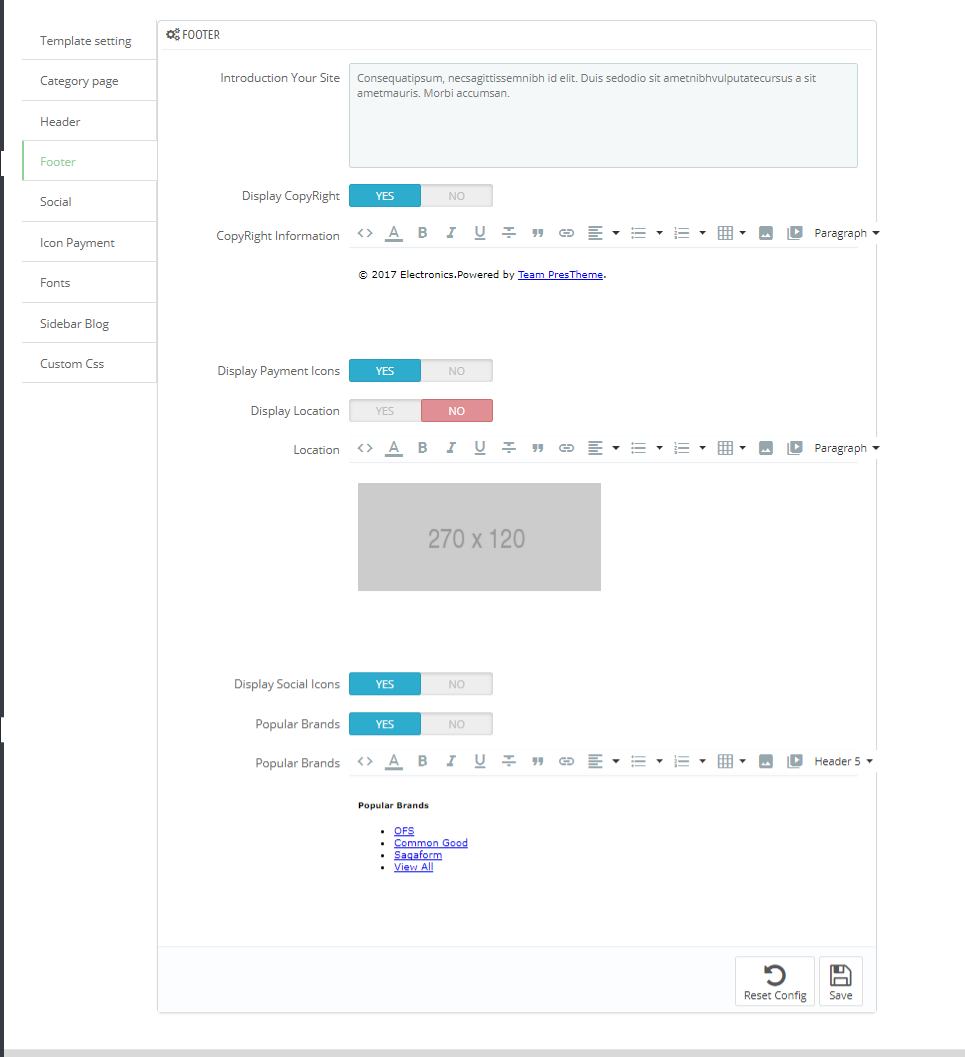 Template setting
Category page
Header
Footer
Social
Icon Payment
Fonts
Sidebar Blog
Custom Css
FOOTER
Introduction Your Site
Consequatipsum, necsagittissemnibh id elit. Duis sedodio sit ametnibhvulputatecursus a sit
ametmauris. Morbi accumsan.
Display CopyRight YES NO
CopyRight Information <> A B I U Paragraph
© 2017 Electronics.Powered by Team PresTheme.
Display Payment Icons YES NO
Display Location YES NO
Location <> A B I U Paragraph
270 x 120
Display Social Icons YES NO
Popular Brands YES NO
Popular Brands <> A B I U Header 5
Popular Brands
• OFS
• Common Good
• Sagaform
• View All
Reset Config Save